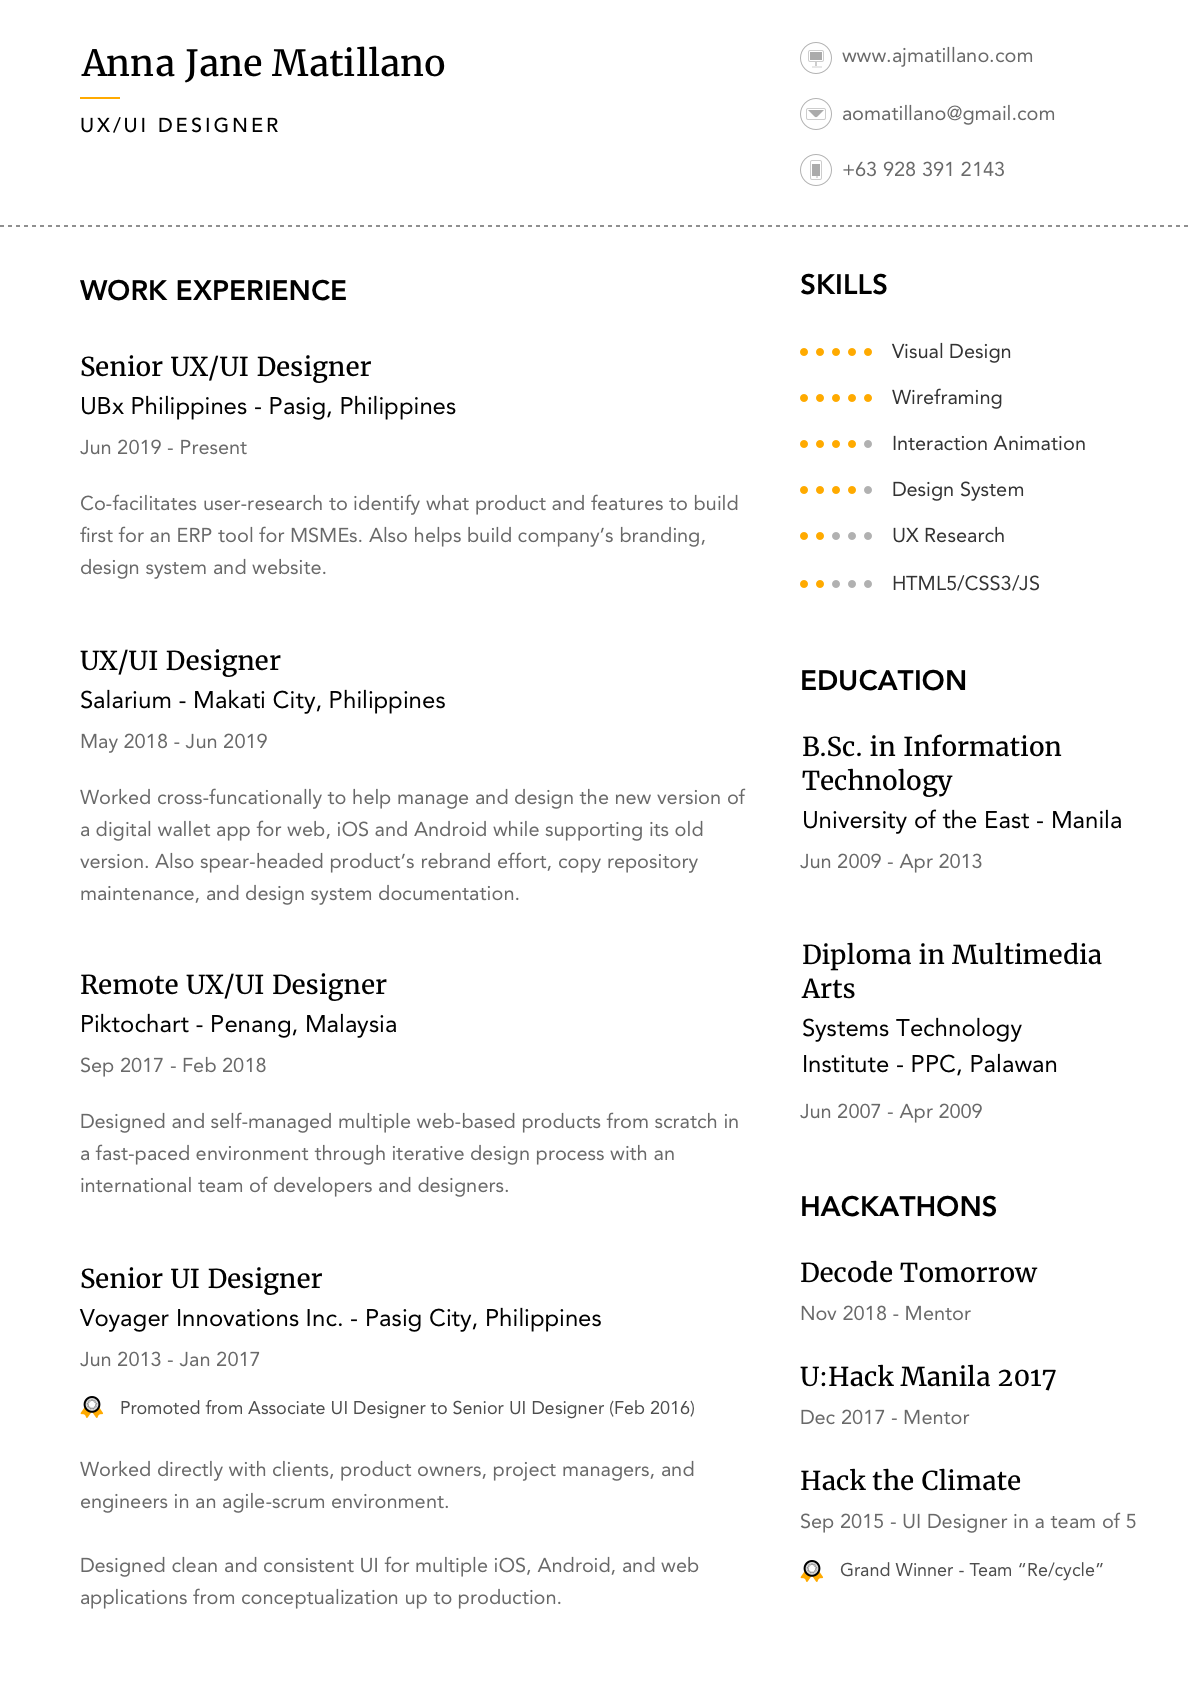 Anna Jane Matillano
UX/UI DESIGNER
www.ajmatillano.com
aomatillano@gmail.com
+63 928 391 2143
WORK EXPERIENCE
Senior UX/UI Designer
UBx Philippines - Pasig, Philippines
Jun 2019 - Present
Co-facilitates user-research to identify what product and features to build
first for an ERP tool for MSMEs. Also helps build company’s branding,
design system and website.
UX/UI Designer
Salarium - Makati City, Philippines
May 2018 - Jun 2019
Worked cross-funcationally to help manage and design the new version of
a digital wallet app for web, iOS and Android while supporting its old
version. Also spear-headed product’s rebrand effort, copy repository
maintenance, and design system documentation.
Remote UX/UI Designer
Piktochart - Penang, Malaysia
Sep 2017 - Feb 2018
Designed and self-managed multiple web-based products from scratch in
a fast-paced environment through iterative design process with an
international team of developers and designers.
Senior UI Designer
Voyager Innovations Inc. - Pasig City, Philippines
Jun 2013 - Jan 2017
Promoted from Associate UI Designer to Senior UI Designer (Feb 2016)
Worked directly with clients, product owners, project managers, and
engineers in an agile-scrum environment.
Designed clean and consistent UI for multiple iOS, Android, and web
applications from conceptualization up to production.
SKILLS
Visual Design
Wireframing
Interaction Animation
Design System
UX Research
HTML5/CSS3/JS
EDUCATION
B.Sc. in Information
Technology
University of the East - Manila
Jun 2009 - Apr 2013
Diploma in Multimedia
Arts
Systems Technology
Institute - PPC, Palawan
Jun 2007 - Apr 2009
HACKATHONS
Decode Tomorrow
Nov 2018 - Mentor
U:Hack Manila 2017
Dec 2017 - Mentor
Hack the Climate
Sep 2015 - UI Designer in a team of 5
Grand Winner - Team “Re/cycle”